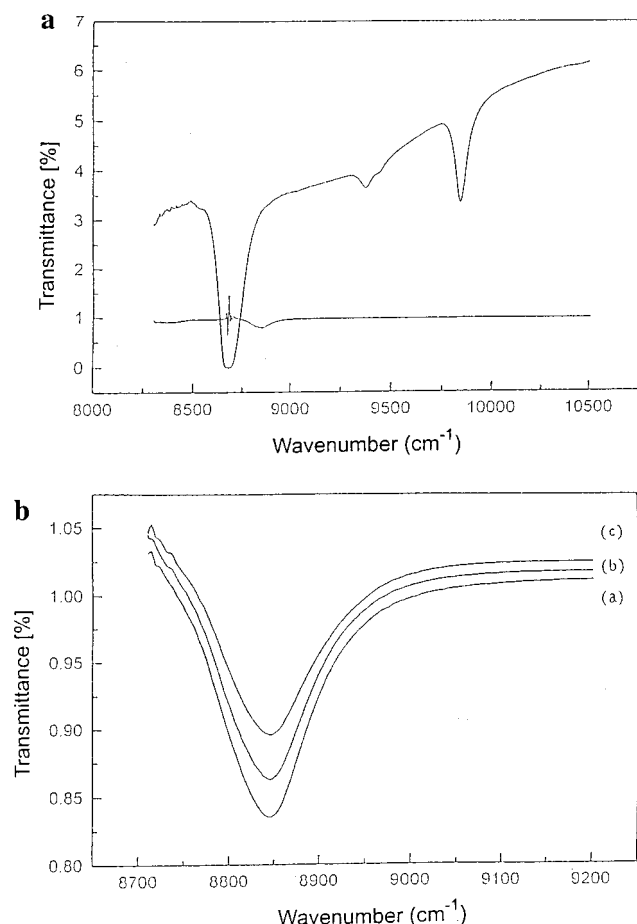 a
7
6
5
4
3
2
1
0
Transmittance [%]
8000 8500 9000 9500 10000 10500
Wavenumber (cm⁻¹)
b
1.05
1.00
0.95
0.90
0.85
0.80
Transmittance [%]
(c)
(b)
(a)
8700 8800 8900 9000 9100 9200
Wavenumber (cm⁻¹)